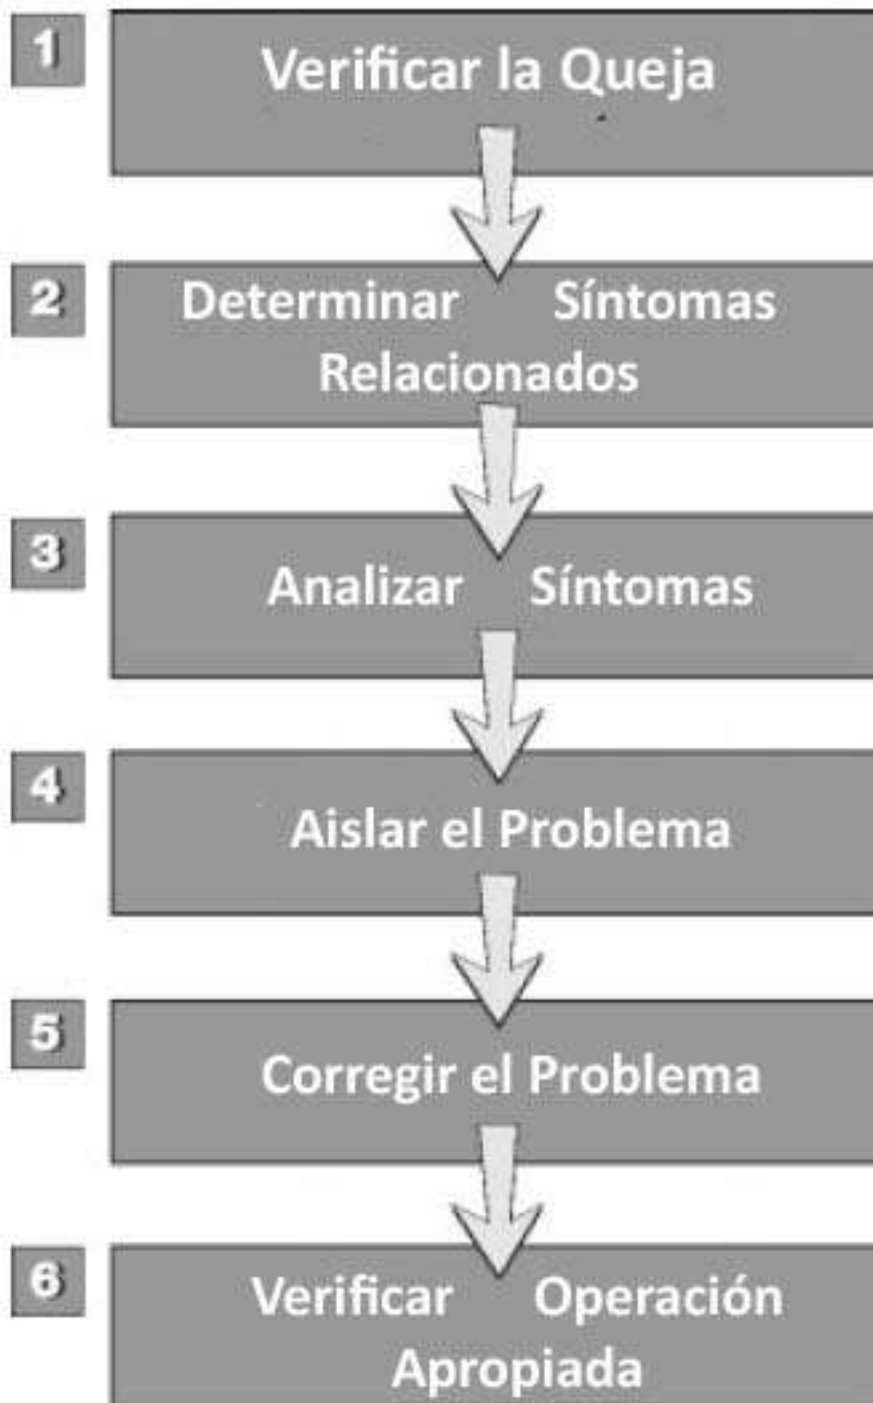 1
Verificar la Queja
2
Determinar Síntomas
Relacionados
3
Analizar Síntomas
4
Aislar el Problema
5
Corregir el Problema
6
Verificar Operación
Apropiada